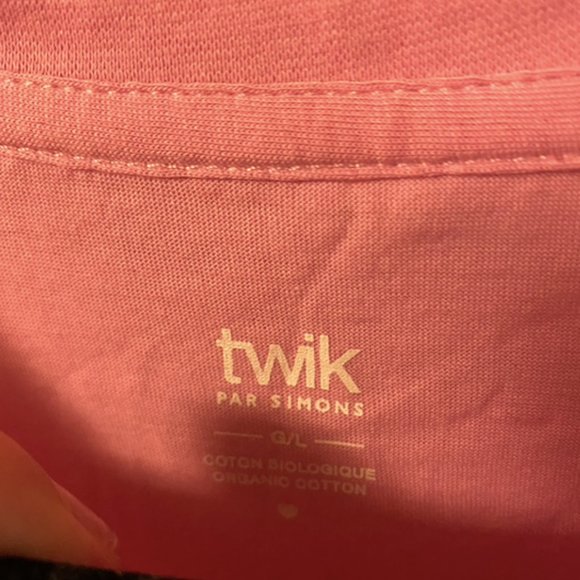 twik
PAR SIMONS
G/L
COTON BIOLOGIQUE
ORGANIC COTTON